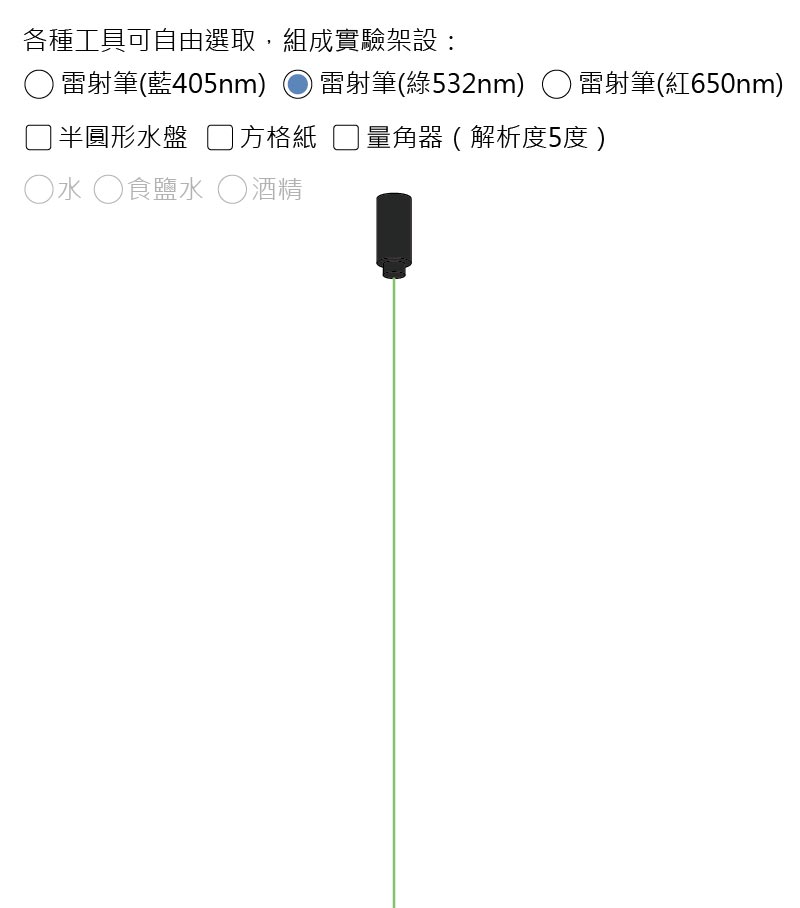 各種工具可自由選取，組成實驗架設：
雷射筆(藍405nm) 雷射筆(綠532nm) 雷射筆(紅650nm)
半圓形水盤 方格紙 量角器（解析度5度）
水 食鹽水 酒精